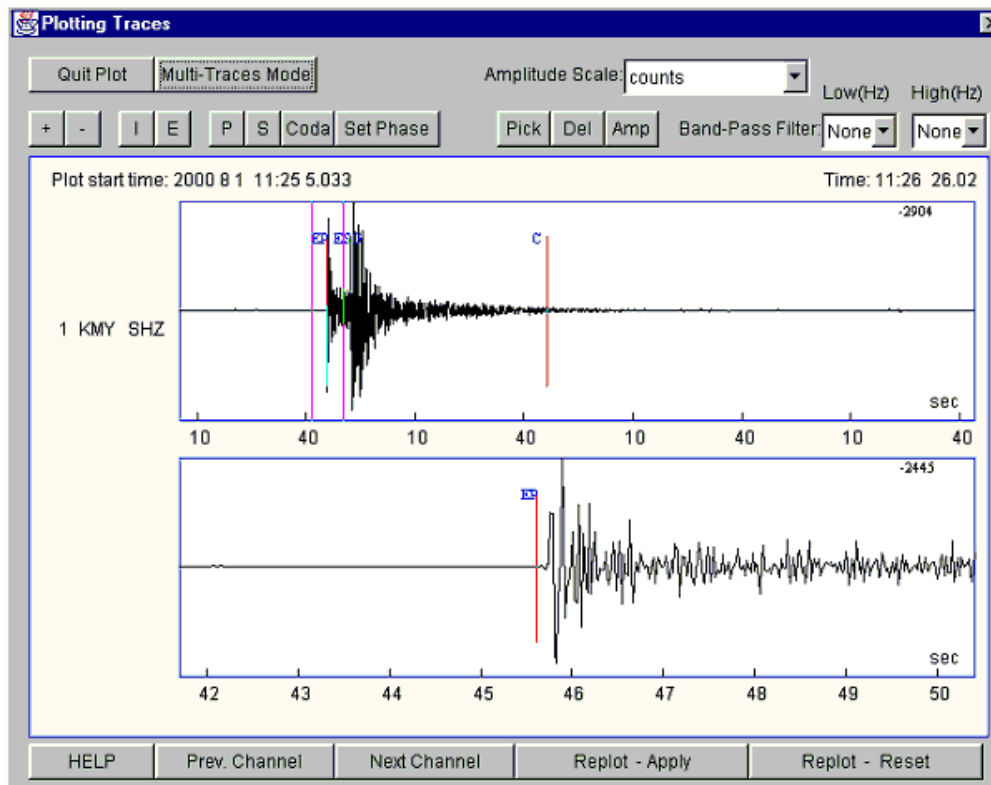 Plotting Traces
Quit Plot Multi-Traces Mode Amplitude Scale: counts
Low(Hz) High(Hz)
+ - I E P S Coda Set Phase Pick Del Amp Band-Pass Filter: None None
Plot start time: 2000 8 1 11:25 5.033 Time: 11:26 26.02
-2904
EP ES C
1 KMY SHZ
sec
10 40 10 40 10 40 10 40
-2445
EP
sec
42 43 44 45 46 47 48 49 50
HELP Prev. Channel Next Channel Replot - Apply Replot - Reset